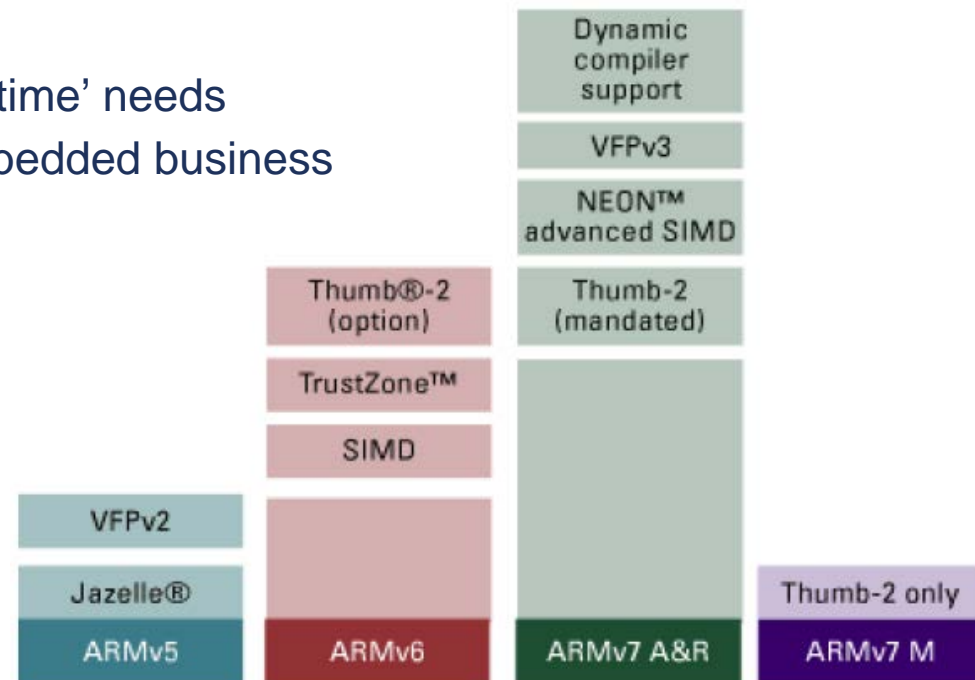 time’ needs
bedded business
Dynamic
compiler
support
VFPv3
NEON™
advanced SIMD
Thumb®-2
(option)
Thumb-2
(mandated)
TrustZone™
SIMD
VFPv2
Jazelle®
Thumb-2 only
ARMv5
ARMv6
ARMv7 A&R
ARMv7 M